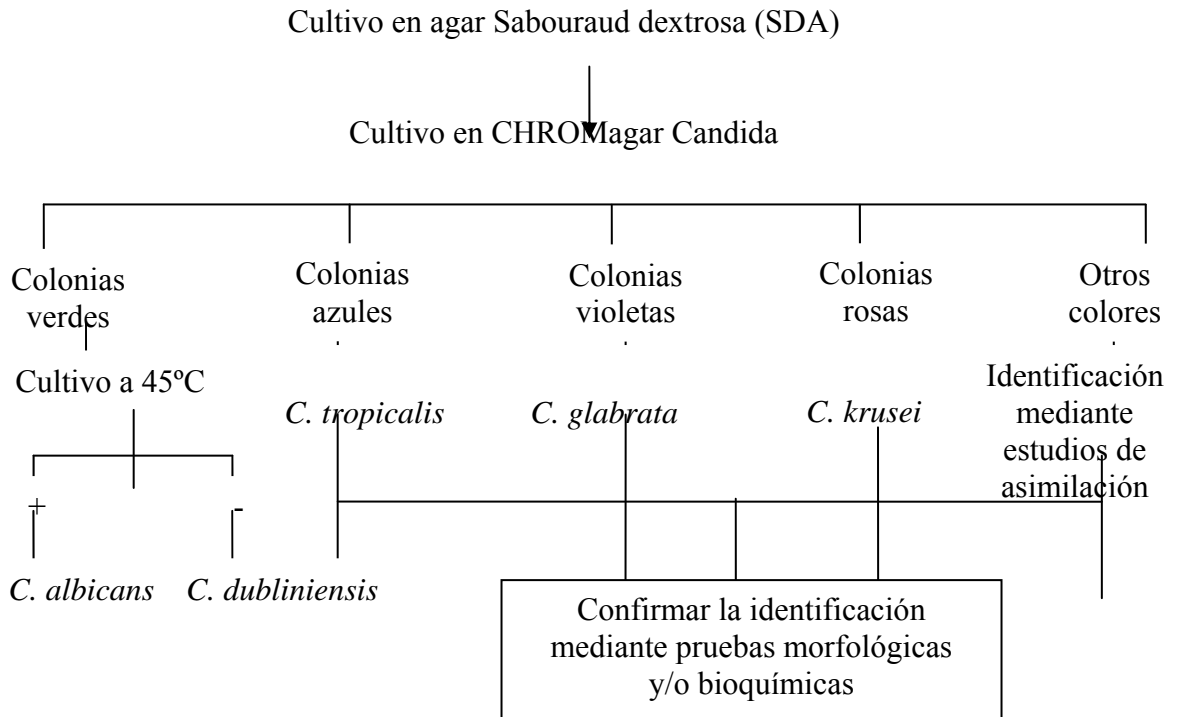 Cultivo en agar Sabouraud dextrosa (SDA)
Cultivo en CHROMagar Candida
Colonias
verdes
Colonias
azules
Colonias
violetas
Colonias
rosas
Otros
colores
Cultivo a 45ºC
C. tropicalis
C. glabrata
C. krusei
Identificación
mediante
estudios de
asimilación
+
-
C. albicans
C. dubliniensis
Confirmar la identificación
mediante pruebas morfológicas
y/o bioquímicas